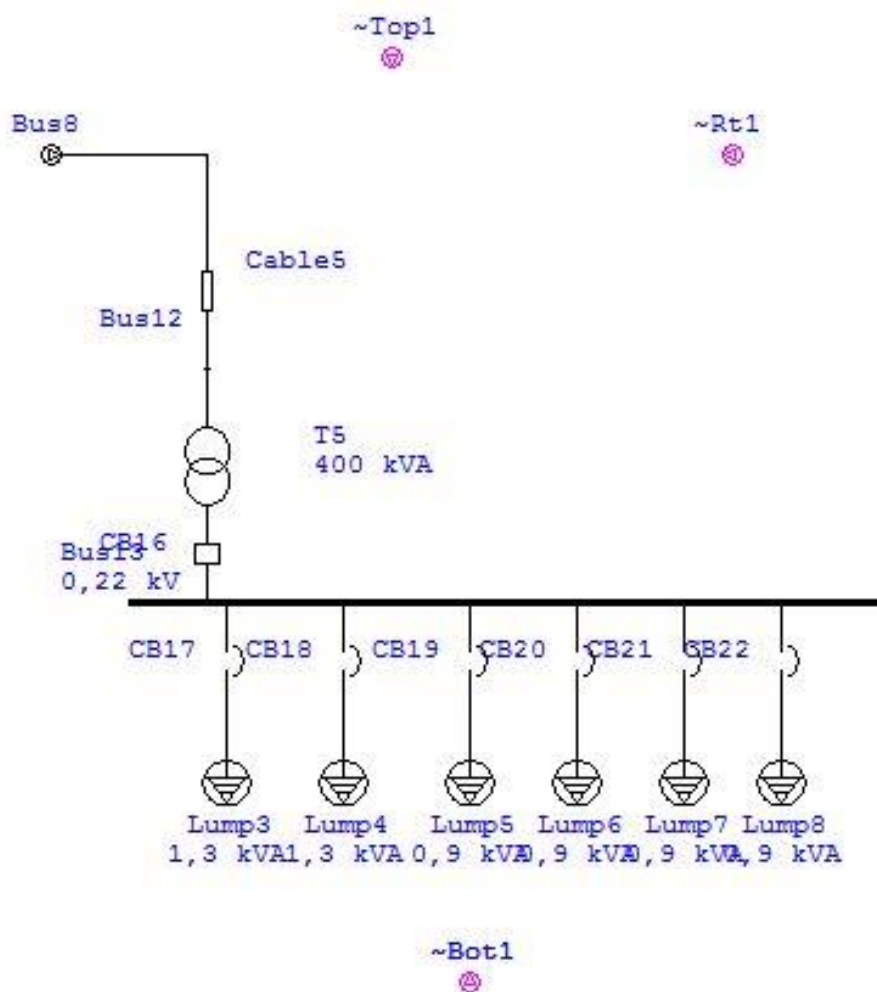 ~Top1
Bus8
~Rt1
Cable5
Bus12
T5
400 kVA
CB16
Bus13
0,22 kV
CB17
CB18
CB19
CB20
CB21
CB22
Lump3
Lump4
Lump5
Lump6
Lump7
Lump8
1,3 kVA
1,3 kVA
0,9 kVA
0,9 kVA
0,9 kVA
0,9 kVA
~Bot1